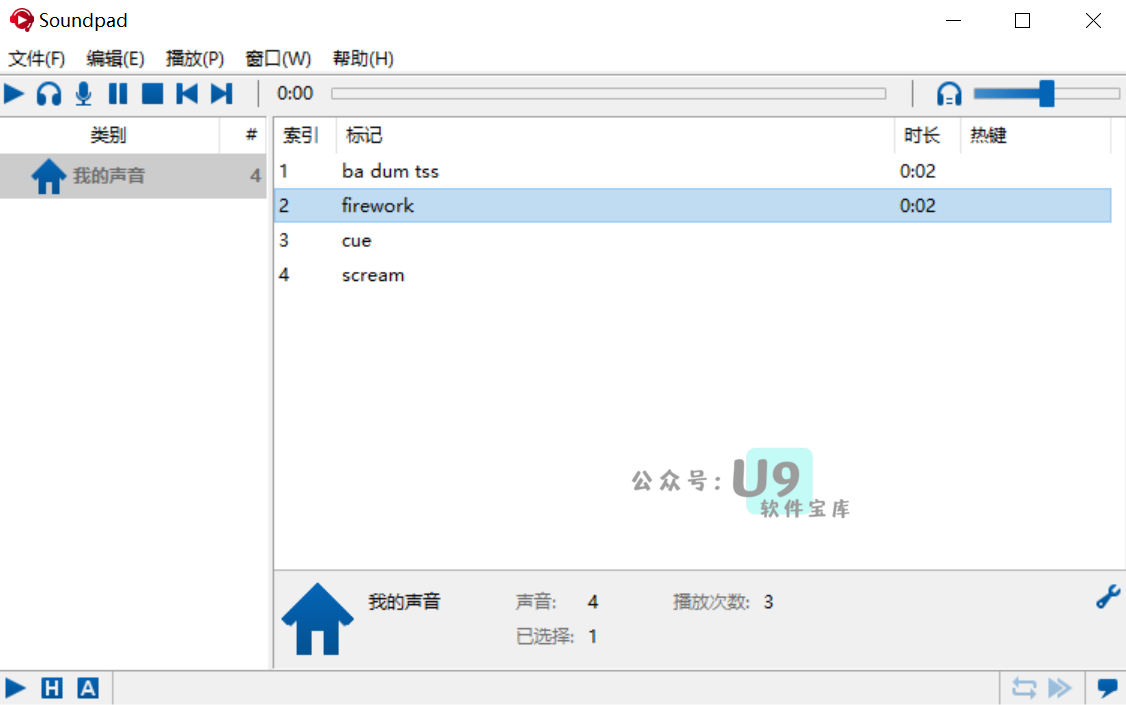 Soundpad
文件(F) 编辑(E) 播放(P) 窗口(W) 帮助(H)
0:00
类别 # 索引 标记 时长 热键
我的声音 4
1 ba dum tss 0:02
2 firework 0:02
3 cue
4 scream
公众号: U9
软件宝库
我的声音 声音: 4 播放次数: 3
已选择: 1
H A